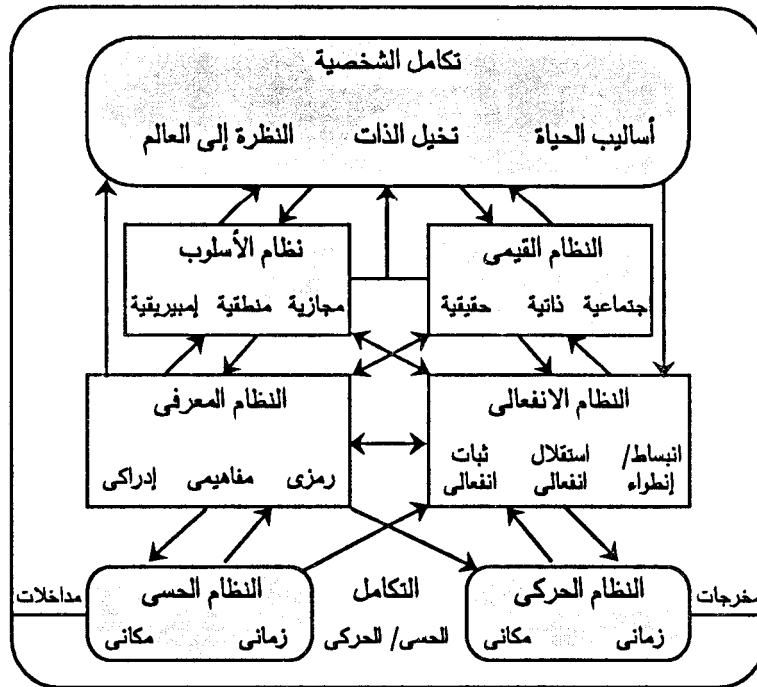 تكامل الشخصية
أساليب الحياة تخيل الذات النظرة إلى العالم
النظام القيمى نظام الأسلوب
اجتماعية ذاتية حقيقية مجازية منطقية إمبيريقية
النظام الانفعالى النظام المعرفى
انبساط/ إنطواء استقلال انفعالى ثبات انفعالى رمزى مفاهيمى إدراكى
مخرجات النظام الحركى التكامل النظام الحسى مداخلات
زمانى مكانى الحسى/ الحركى زمانى مكانى